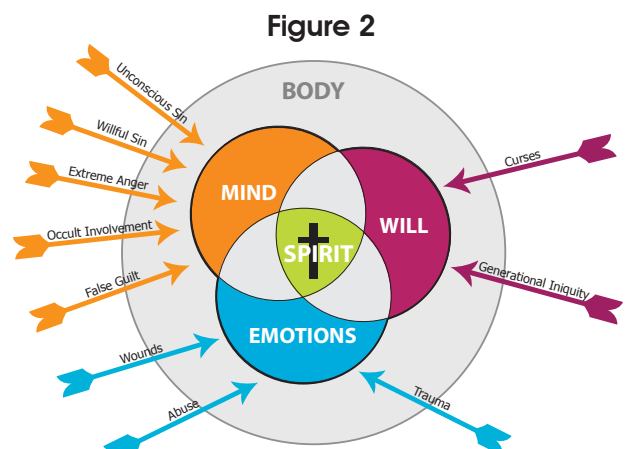 Figure 2
BODY
Unconscious Sin
Willful Sin
Extreme Anger
Occult Involvement
False Guilt
Wounds
Abuse
MIND
WILL
SPIRIT
EMOTIONS
Curses
Generational Iniquity
Trauma